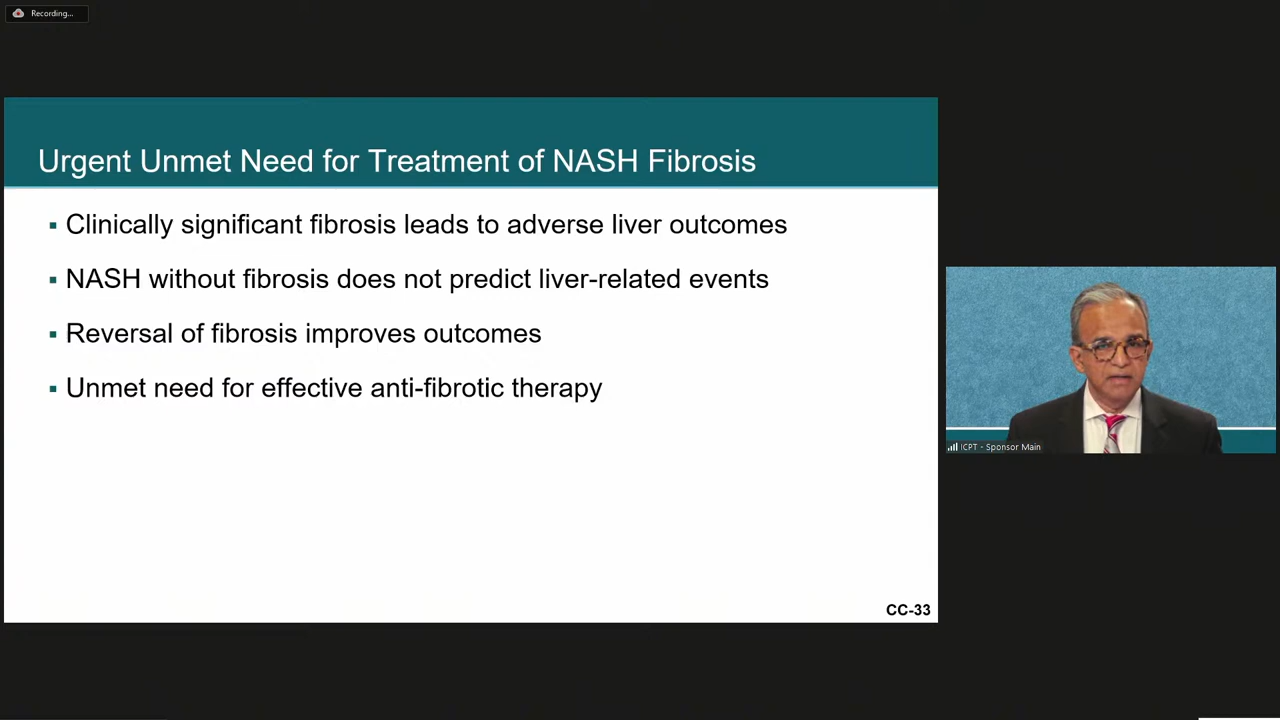 Recording...
Urgent Unmet Need for Treatment of NASH Fibrosis
▪ Clinically significant fibrosis leads to adverse liver outcomes
▪ NASH without fibrosis does not predict liver-related events
▪ Reversal of fibrosis improves outcomes
▪ Unmet need for effective anti-fibrotic therapy
ICPT - Sponsor Main
CC-33